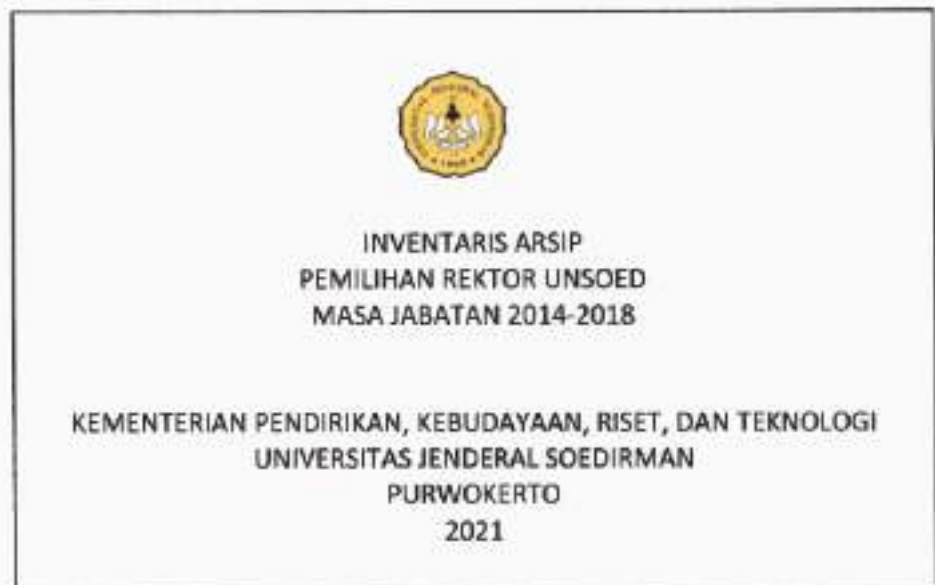 INVENTARIS ARSIP
PEMILIHAN REKTOR UNSOED
MASA JABATAN 2014-2018
KEMENTERIAN PENDIRIKAN, KEBUDAYAAN, RISET, DAN TEKNOLOGI
UNIVERSITAS JENDERAL SOEDIRMAN
PURWOKERTO
2021